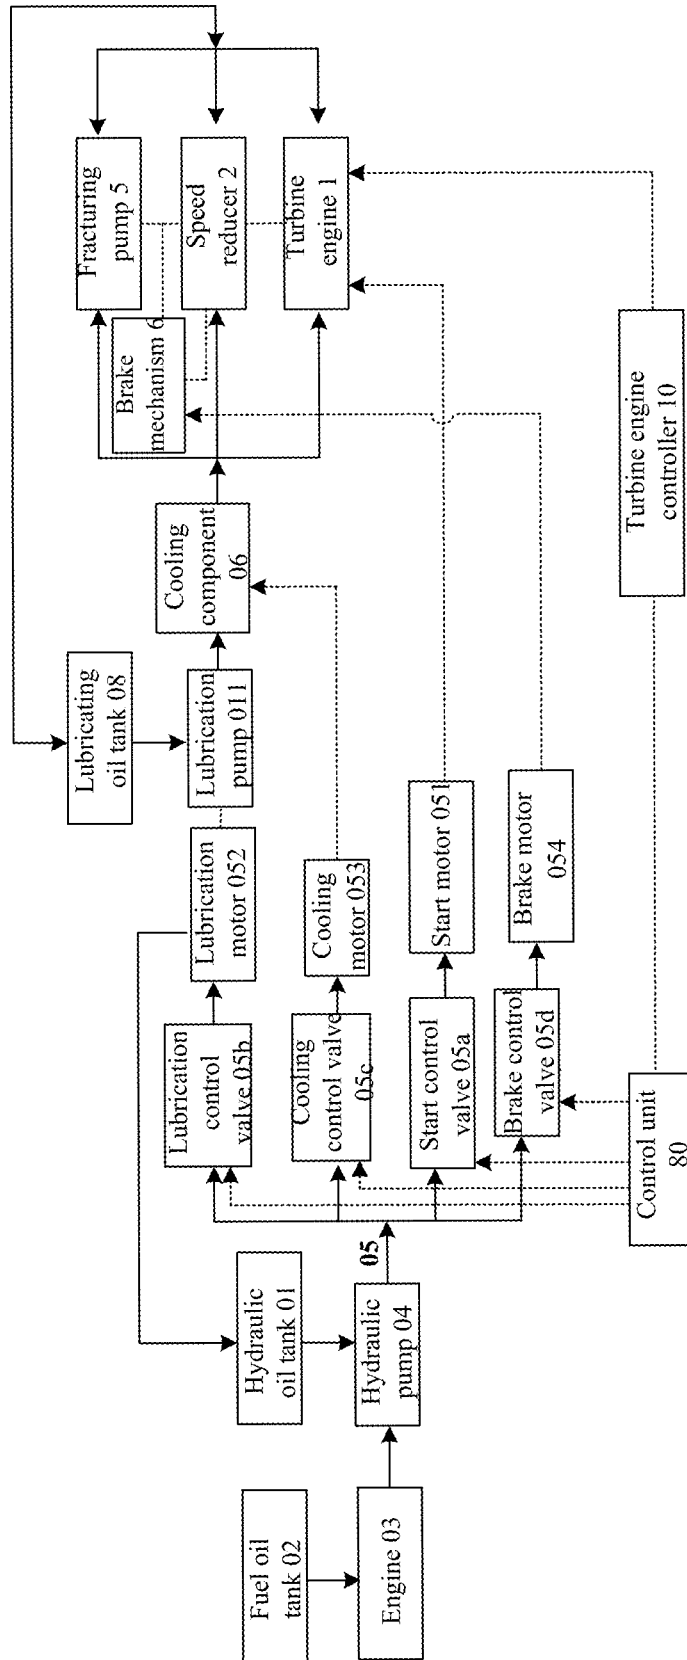 Fuel oil
tank 02
Engine 03
Hydraulic
oil tank 01
Hydraulic
pump 04
05
Lubrication
control
valve 05b
Cooling
control valve
05c
Start control
valve 05a
Brake control
valve 05d
Control unit
80
Lubrication
motor 052
Cooling
motor 053
Start motor 051
Brake motor
054
Lubricating
oil tank 08
Lubrication
pump 011
Cooling
component
06
Turbine engine
controller 10
Brake
mechanism 6
Fracturing
pump 5
Speed
reducer 2
Turbine
engine 1